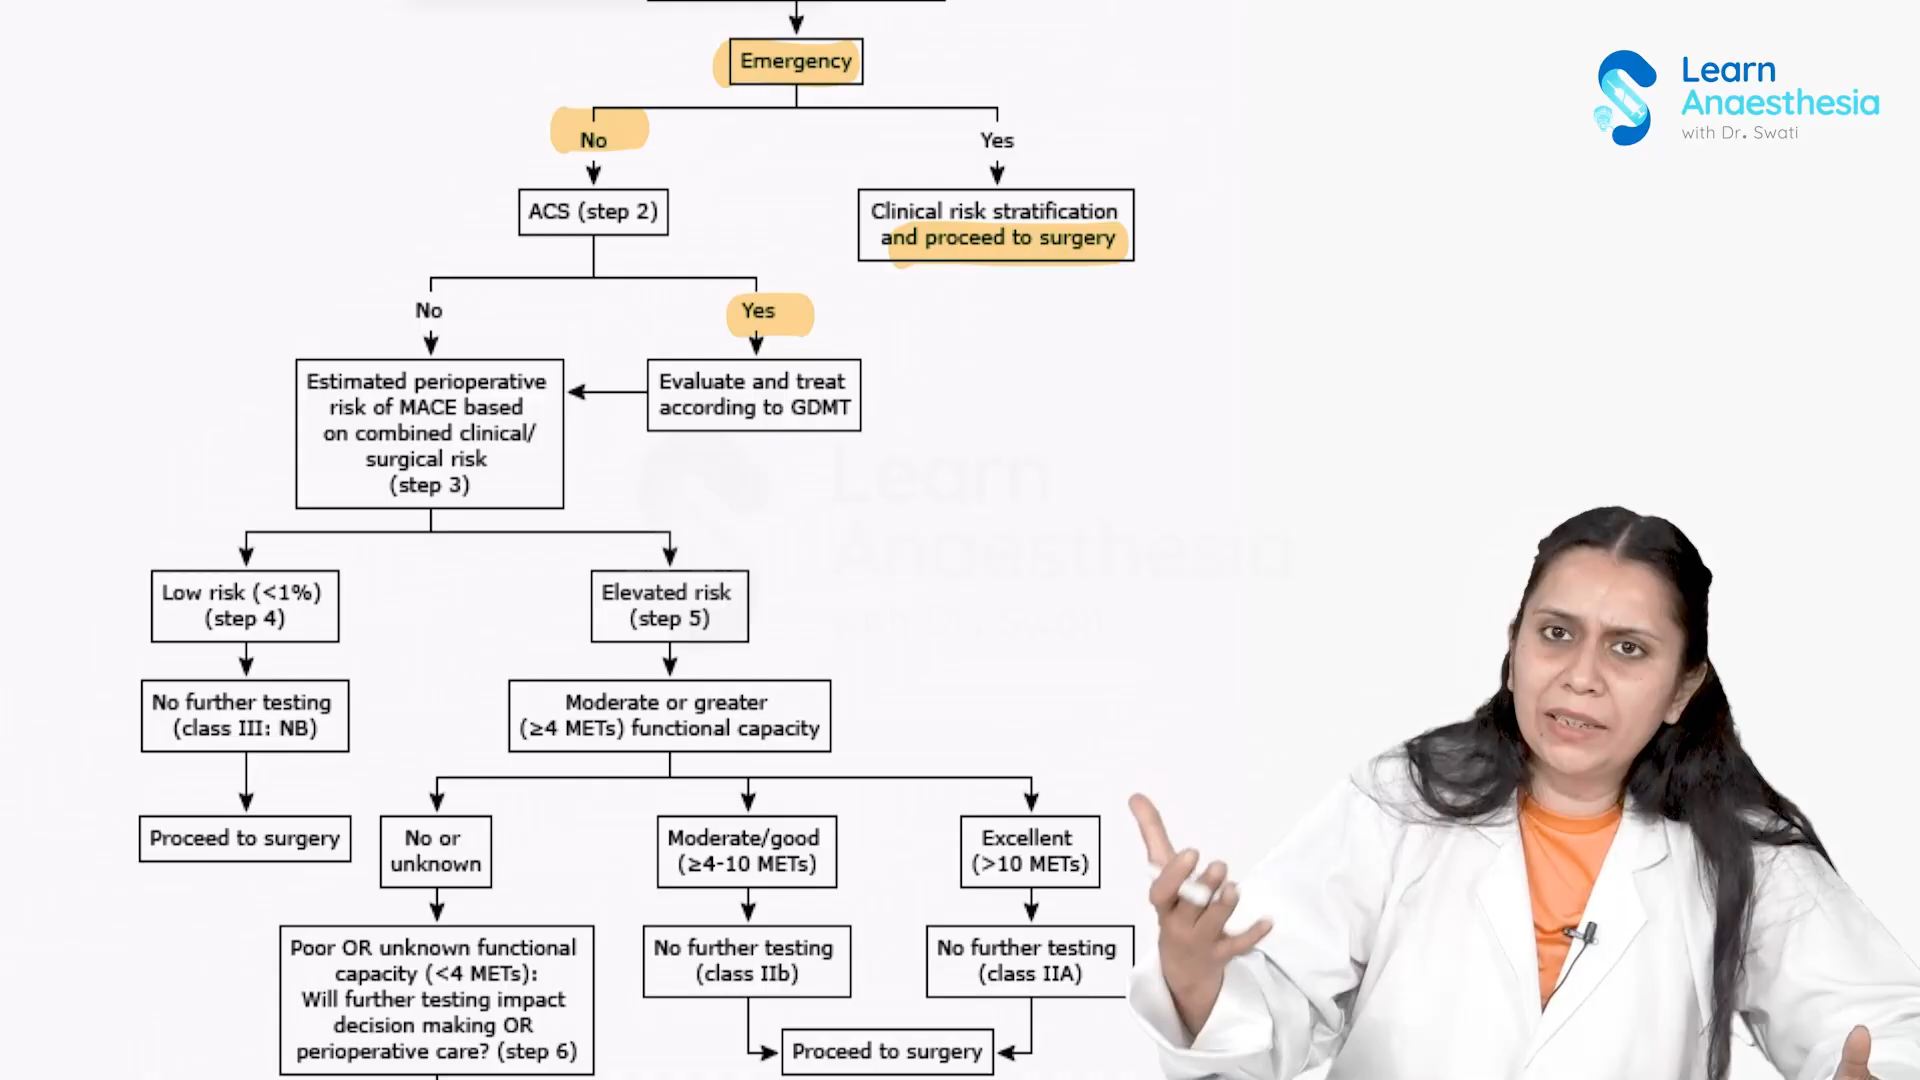 Emergency
Learn
Anaesthesia
with Dr. Swati
No
Yes
ACS (step 2)
Clinical risk stratification
and proceed to surgery
No
Yes
Estimated perioperative
risk of MACE based
on combined clinical/
surgical risk
(step 3)
Evaluate and treat
according to GDMT
Learn
Anaesthesia
with Dr. Swati
Low risk (<1%)
(step 4)
Elevated risk
(step 5)
No further testing
(class III: NB)
Moderate or greater
(≥4 METs) functional capacity
Proceed to surgery
No or
unknown
Moderate/good
(≥4-10 METs)
Excellent
(>10 METs)
Poor OR unknown functional
capacity (<4 METs):
Will further testing impact
decision making OR
perioperative care? (step 6)
No further testing
(class IIb)
No further testing
(class IIA)
Proceed to surgery